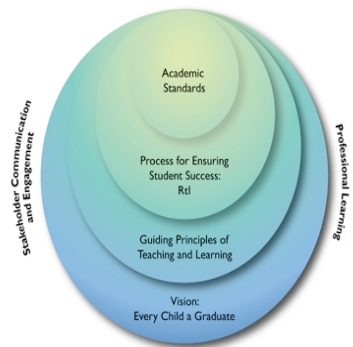 Academic
Standards
Stakeholder Communication
and Engagement
Professional Learning
Process for Ensuring
Student Success:
RtI
Guiding Principles of
Teaching and Learning
Vision:
Every Child a Graduate